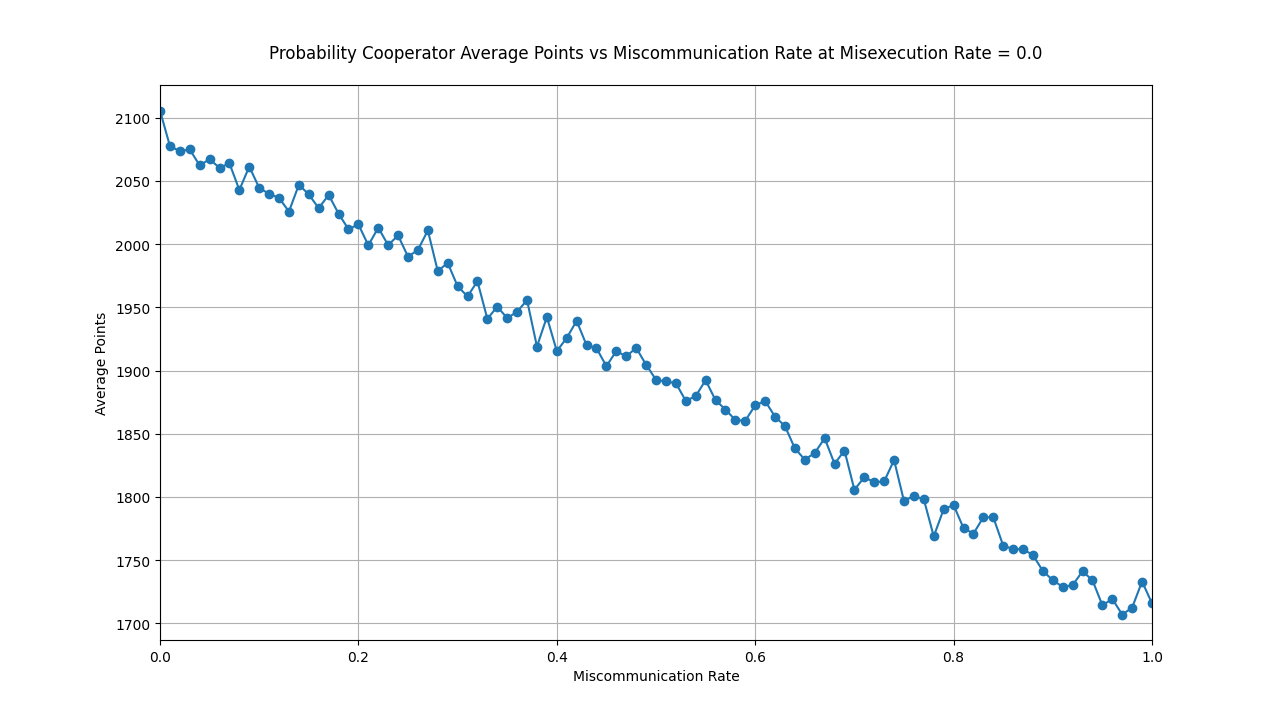 Probability Cooperator Average Points vs Miscommunication Rate at Misexecution Rate = 0.0
2100
2050
2000
1950
1900
1850
1800
1750
1700
Average Points
0.0 0.2 0.4 0.6 0.8 1.0
Miscommunication Rate